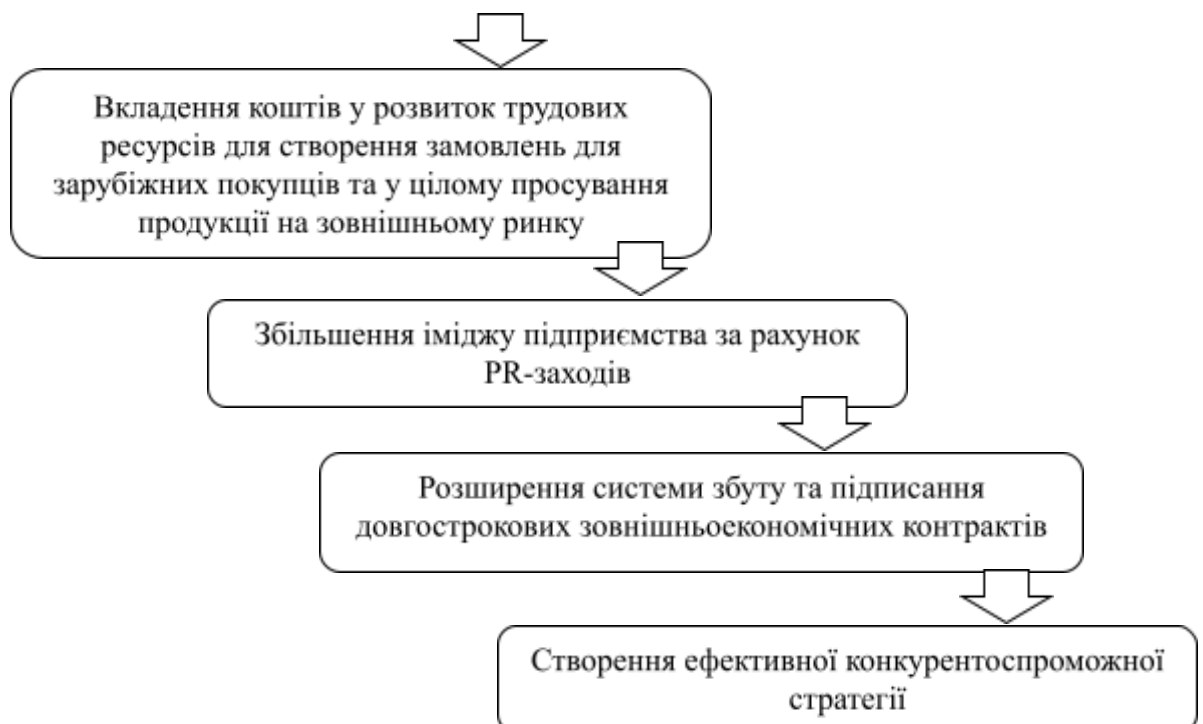 Вкладення коштів у розвиток трудових
ресурсів для створення замовлень для
зарубіжних покупців та у цілому просування
продукції на зовнішньому ринку
Збільшення іміджу підприємства за рахунок
PR-заходів
Розширення системи збуту та підписання
довгострокових зовнішньоекономічних контрактів
Створення ефективної конкурентоспроможної
стратегії